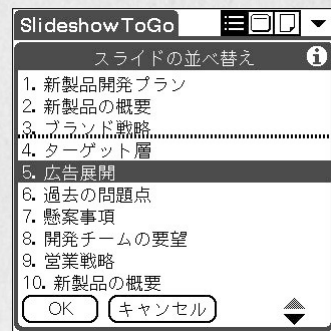 Slideshow ToGo
スライドの並べ替え
1. 新製品開発プラン
2. 新製品の概要
3. ブランド戦略
4. ターゲット層
5. 広告展開
6. 過去の問題点
7. 懸案事項
8. 開発チームの要望
9. 営業戦略
10. 新製品の概要
OK キャンセル